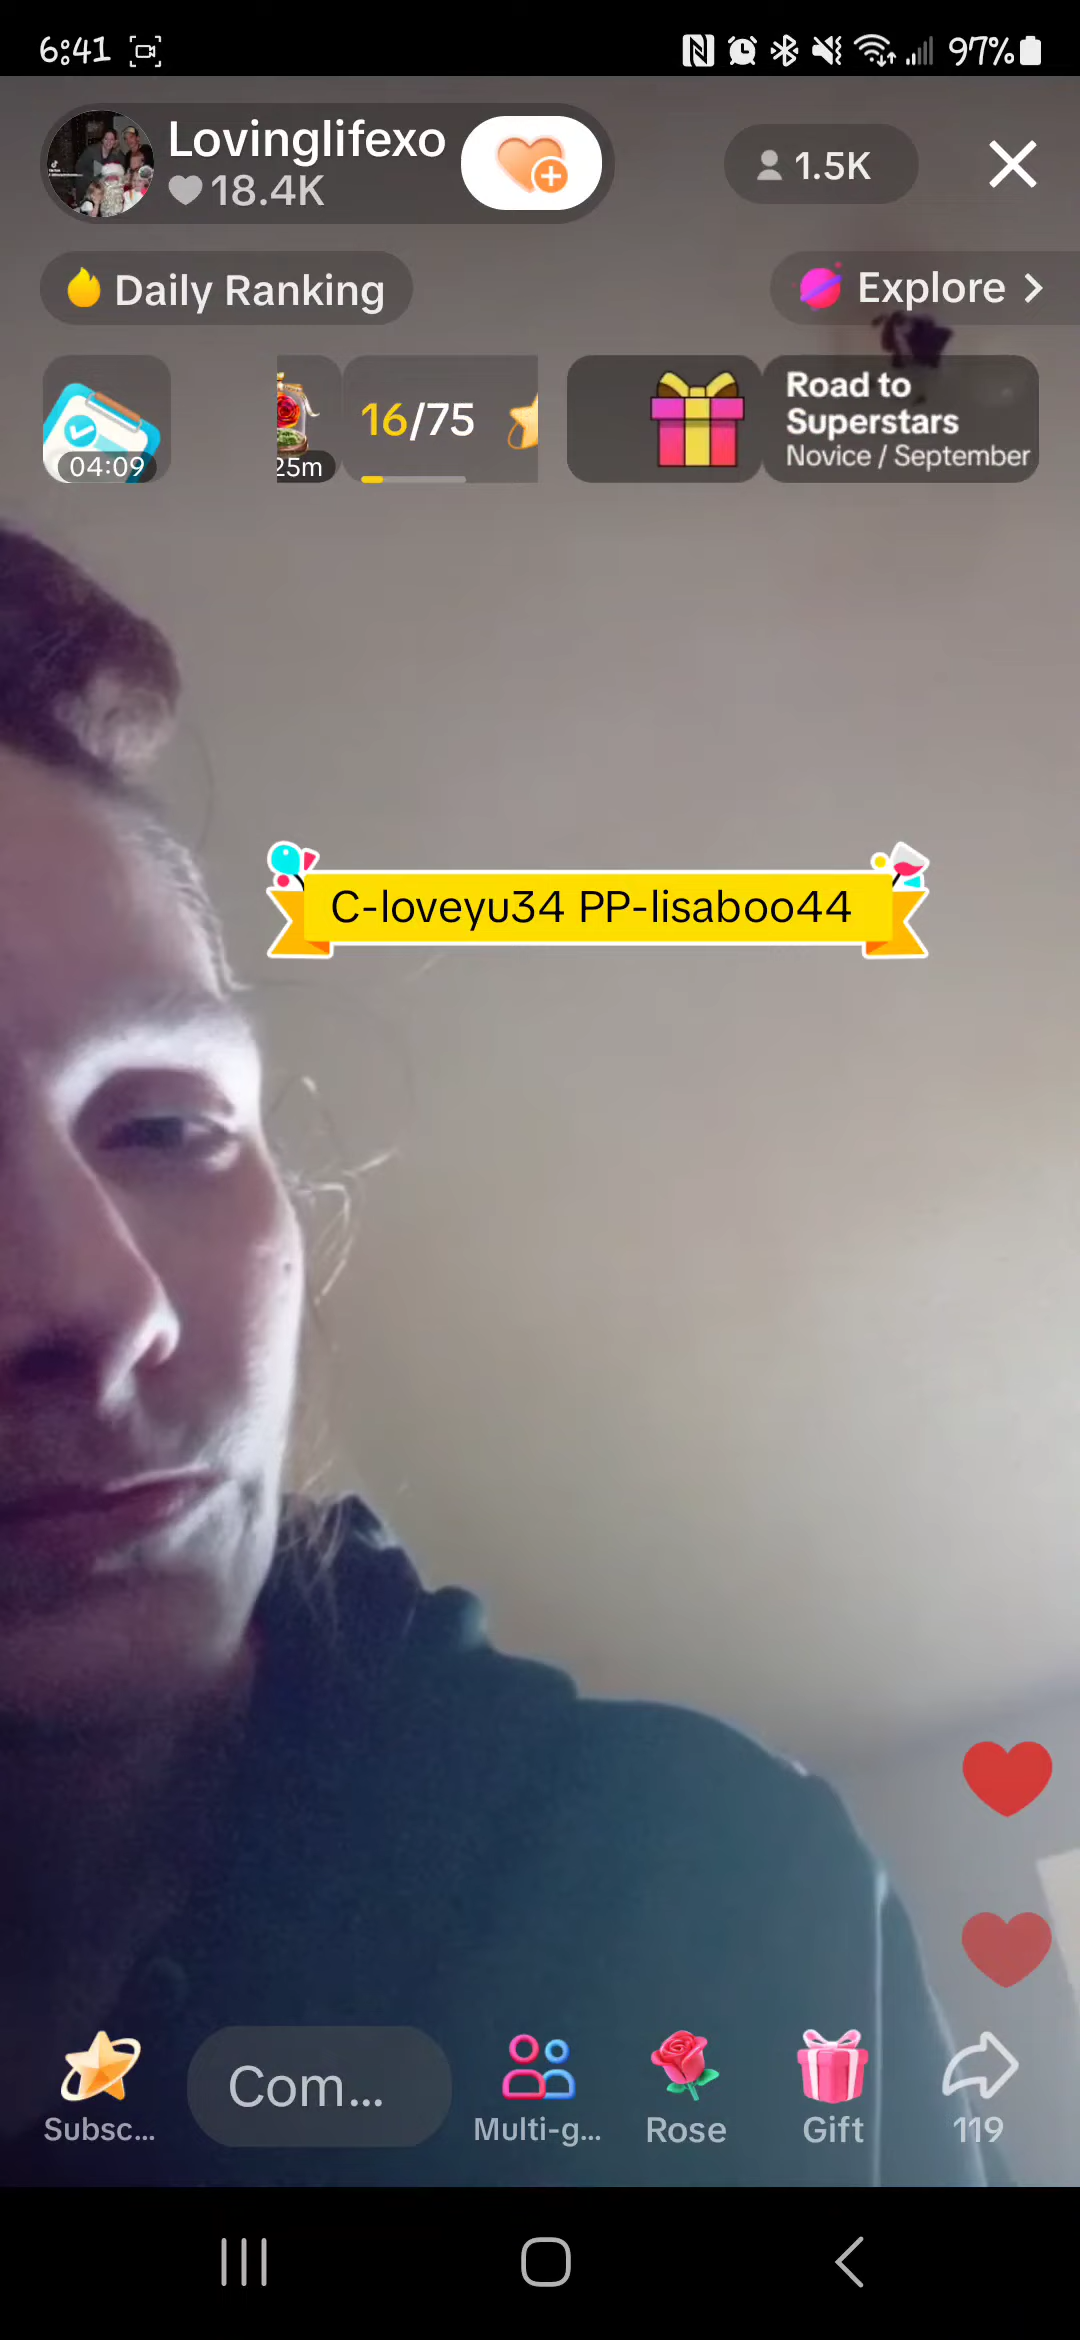 6:41
97%
Lovinglifexo
18.4K
1.5K
Daily Ranking
Explore
04:09
25m
16/75
Road to
Superstars
Novice / September
C-loveyu34 PP-lisaboo44
Com...
Subsc...
Multi-g...
Rose
Gift
119